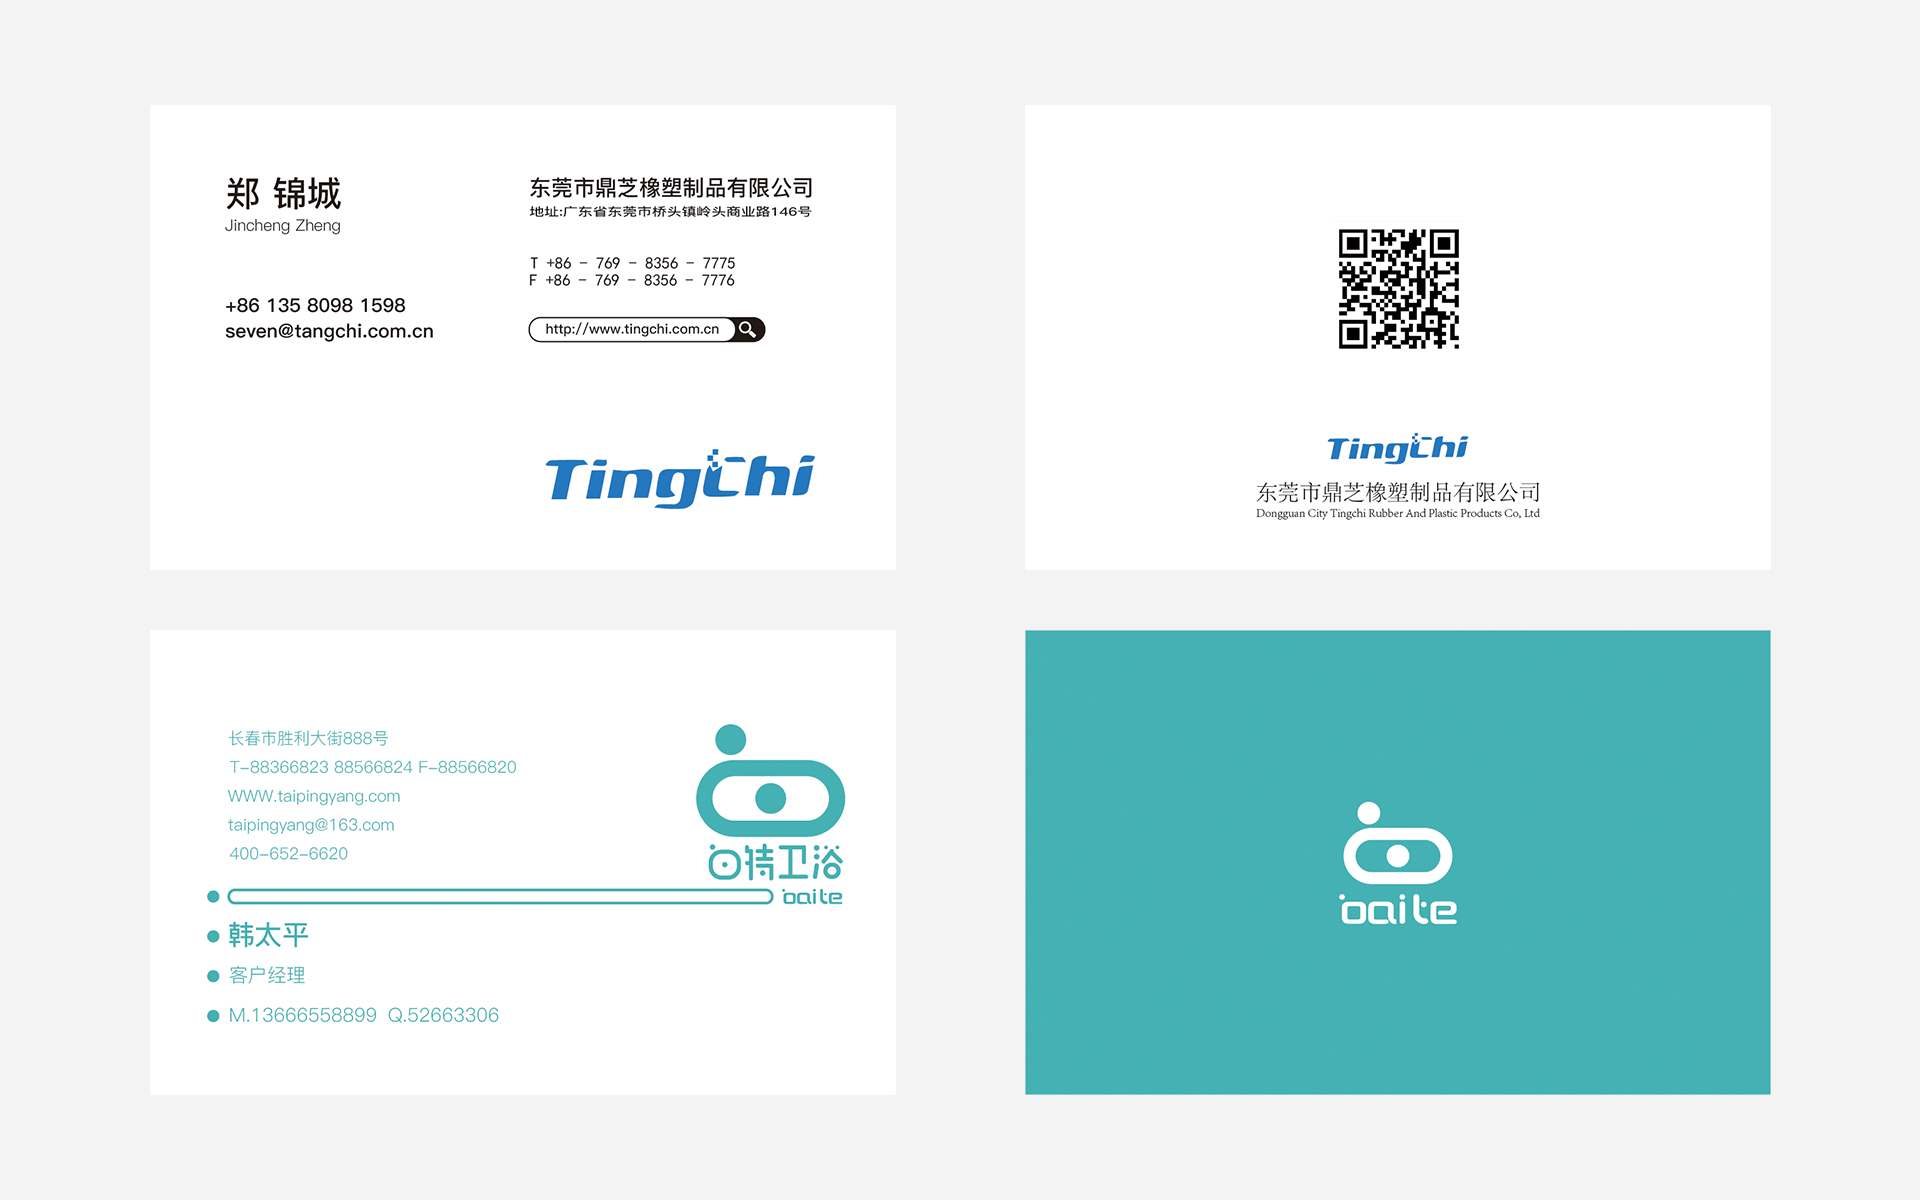 郑 锦城
Jincheng Zheng
+86 135 8098 1598
seven@tangchi.com.cn
东莞市鼎芝橡塑制品有限公司
地址:广东省东莞市桥头镇岭头商业路146号
T +86 - 769 - 8356 - 7775
F +86 - 769 - 8356 - 7776
http://www.tingchi.com.cn
TingChi
TingChi
东莞市鼎芝橡塑制品有限公司
Dongguan City Tingchi Rubber And Plastic Products Co, Ltd
长春市胜利大街888号
T-88366823 88566824 F-88566820
WWW.taipingyang.com
taipingyang@163.com
400-652-6620
白特卫浴
baite
韩太平
客户经理
M.13666558899 Q.52663306
baite